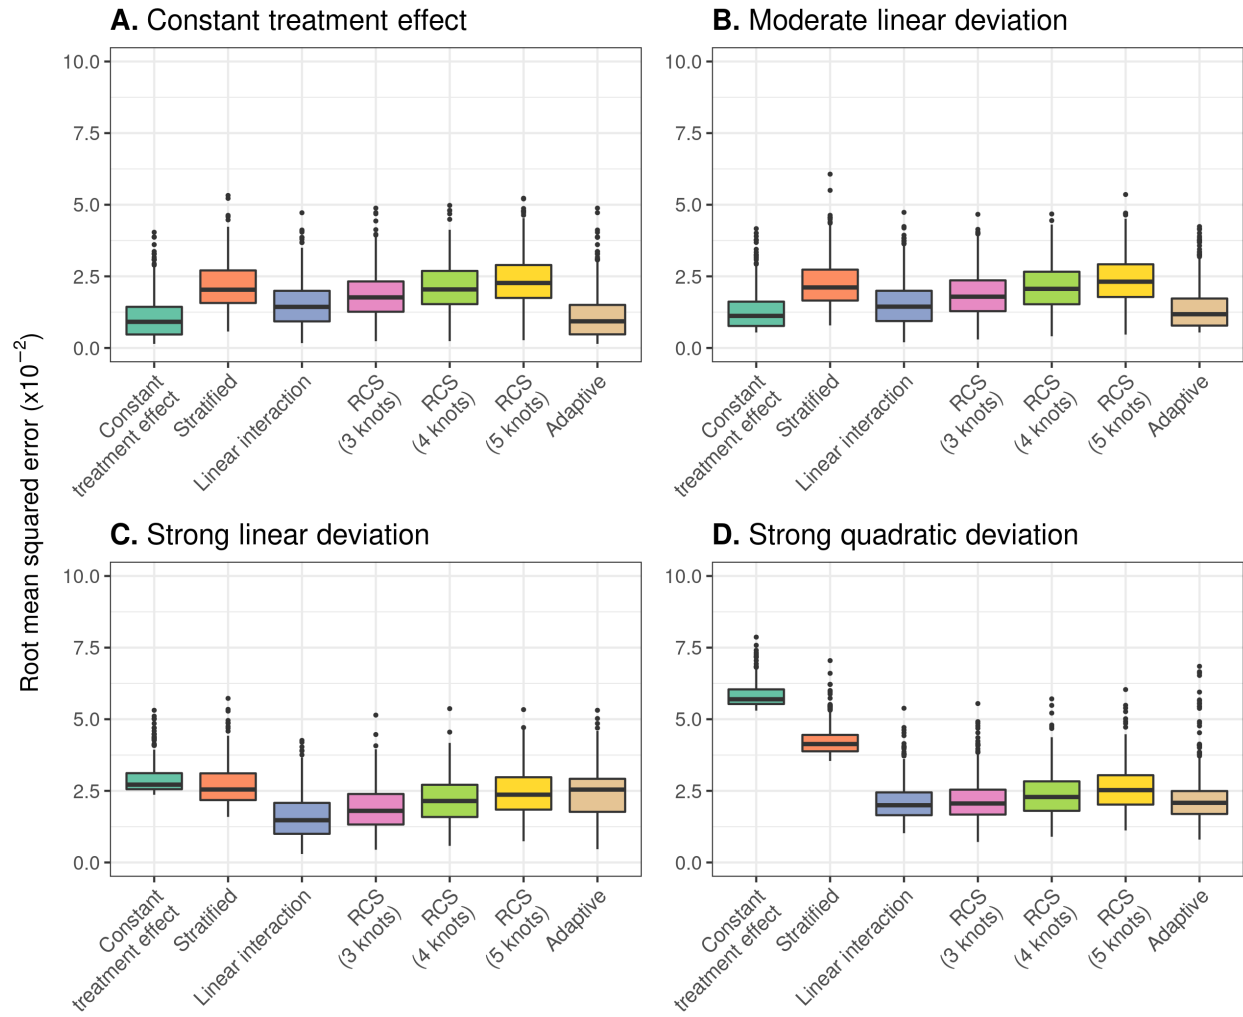 A. Constant treatment effect
10.0
7.5
5.0
2.5
0.0
Constant
treatment effect
Stratified
Linear interaction
RCS
(3 knots)
RCS
(4 knots)
RCS
(5 knots)
Adaptive
B. Moderate linear deviation
10.0
7.5
5.0
2.5
0.0
Constant
treatment effect
Stratified
Linear interaction
RCS
(3 knots)
RCS
(4 knots)
RCS
(5 knots)
Adaptive
Root mean squared error (x10⁻²)
C. Strong linear deviation
10.0
7.5
5.0
2.5
0.0
Constant
treatment effect
Stratified
Linear interaction
RCS
(3 knots)
RCS
(4 knots)
RCS
(5 knots)
Adaptive
D. Strong quadratic deviation
10.0
7.5
5.0
2.5
0.0
Constant
treatment effect
Stratified
Linear interaction
RCS
(3 knots)
RCS
(4 knots)
RCS
(5 knots)
Adaptive